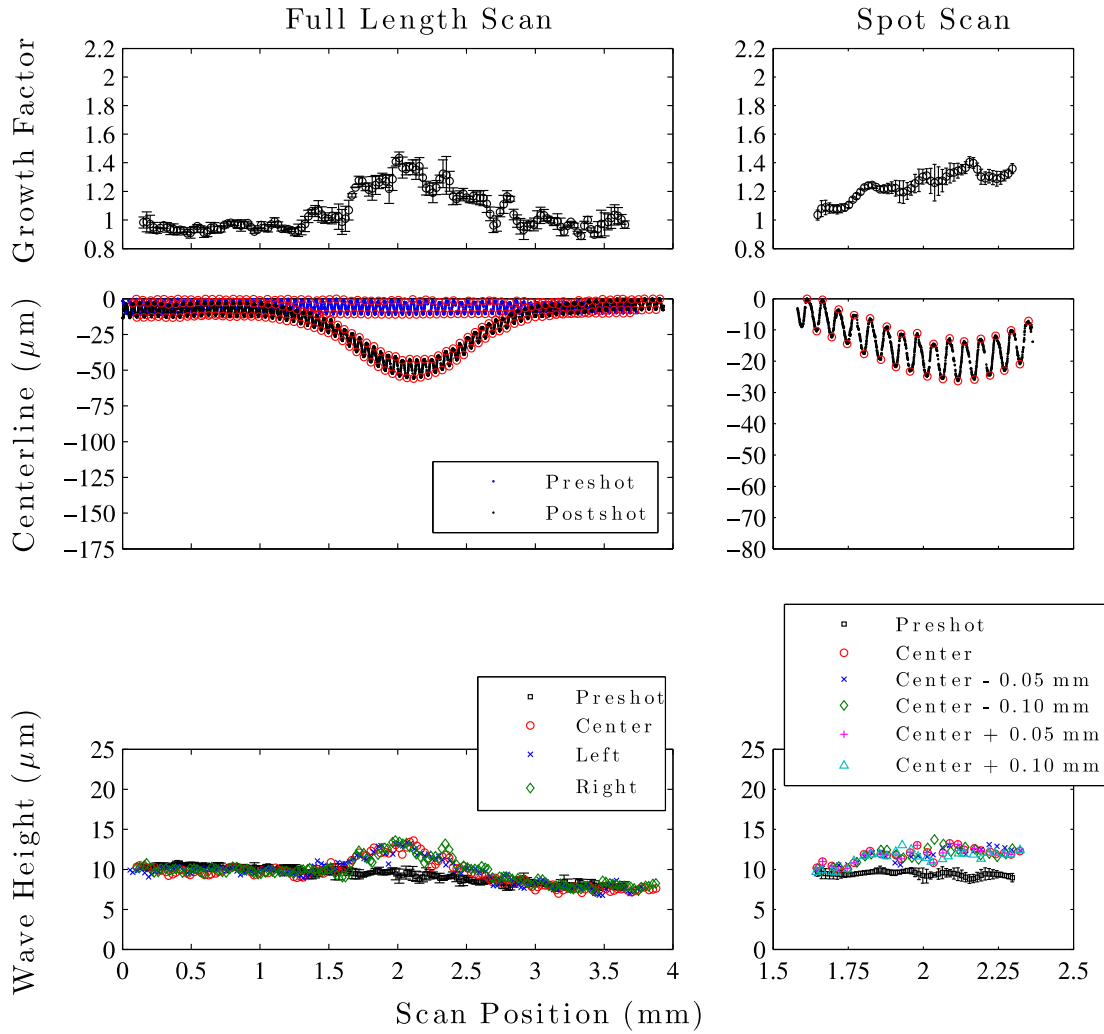 Full Length Scan
Spot Scan
Growth Factor
2.2
2
1.8
1.6
1.4
1.2
1
0.8
2.2
2
1.8
1.6
1.4
1.2
1
0.8
Centerline (μm)
0
−25
−50
−75
−100
−125
−150
−175
Preshot
Postshot
0
−10
−20
−30
−40
−50
−60
−70
−80
Wave Height (μm)
25
20
15
10
5
0
Preshot
Center
Left
Right
0 0.5 1 1.5 2 2.5 3 3.5 4
25
20
15
10
5
0
Preshot
Center
Center - 0.05 mm
Center - 0.10 mm
Center + 0.05 mm
Center + 0.10 mm
1.5 1.75 2 2.25 2.5
Scan Position (mm)